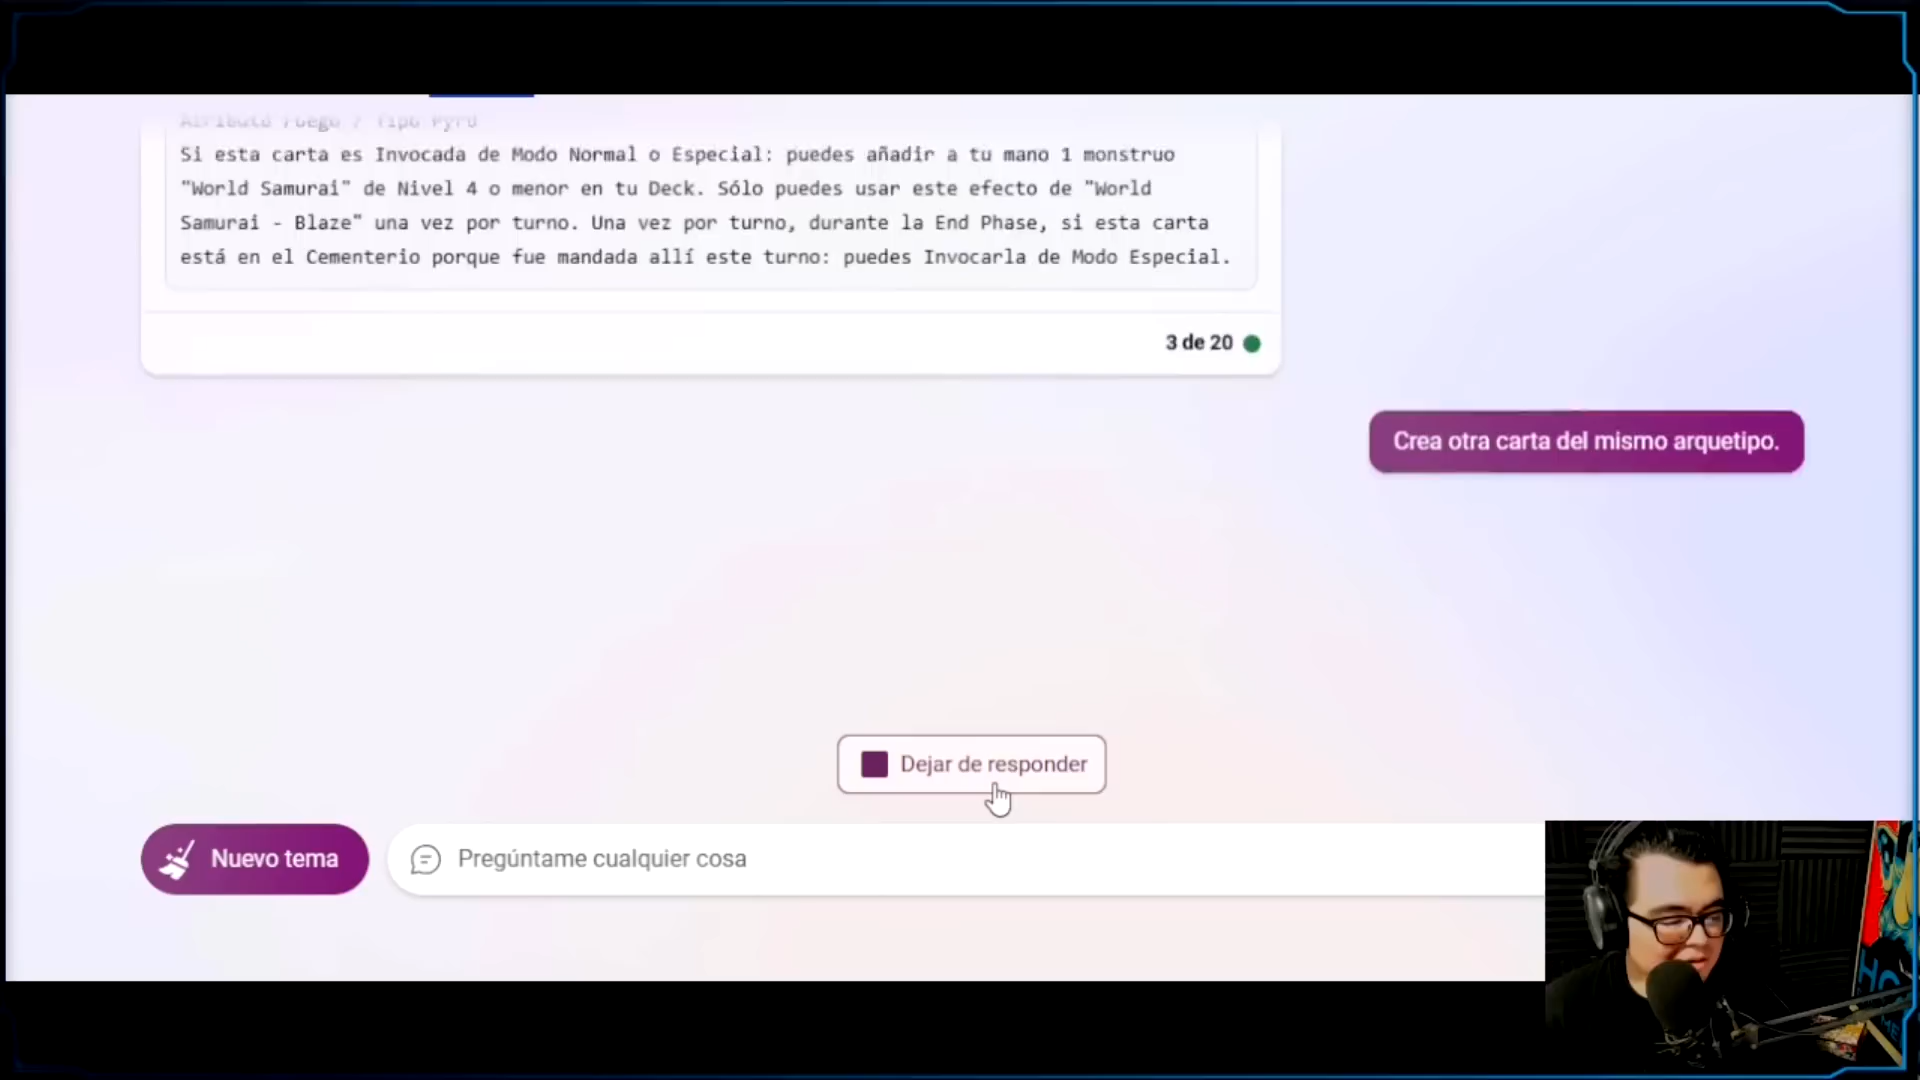 Atributo Fuego / Tipo Pyro
Si esta carta es Invocada de Modo Normal o Especial: puedes añadir a tu mano 1 monstruo
"World Samurai" de Nivel 4 o menor en tu Deck. Sólo puedes usar este efecto de "World
Samurai - Blaze" una vez por turno. Una vez por turno, durante la End Phase, si esta carta
está en el Cementerio porque fue mandada allí este turno: puedes Invocarla de Modo Especial.
3 de 20
Crea otra carta del mismo arquetipo.
Dejar de responder
Nuevo tema
Pregúntame cualquier cosa